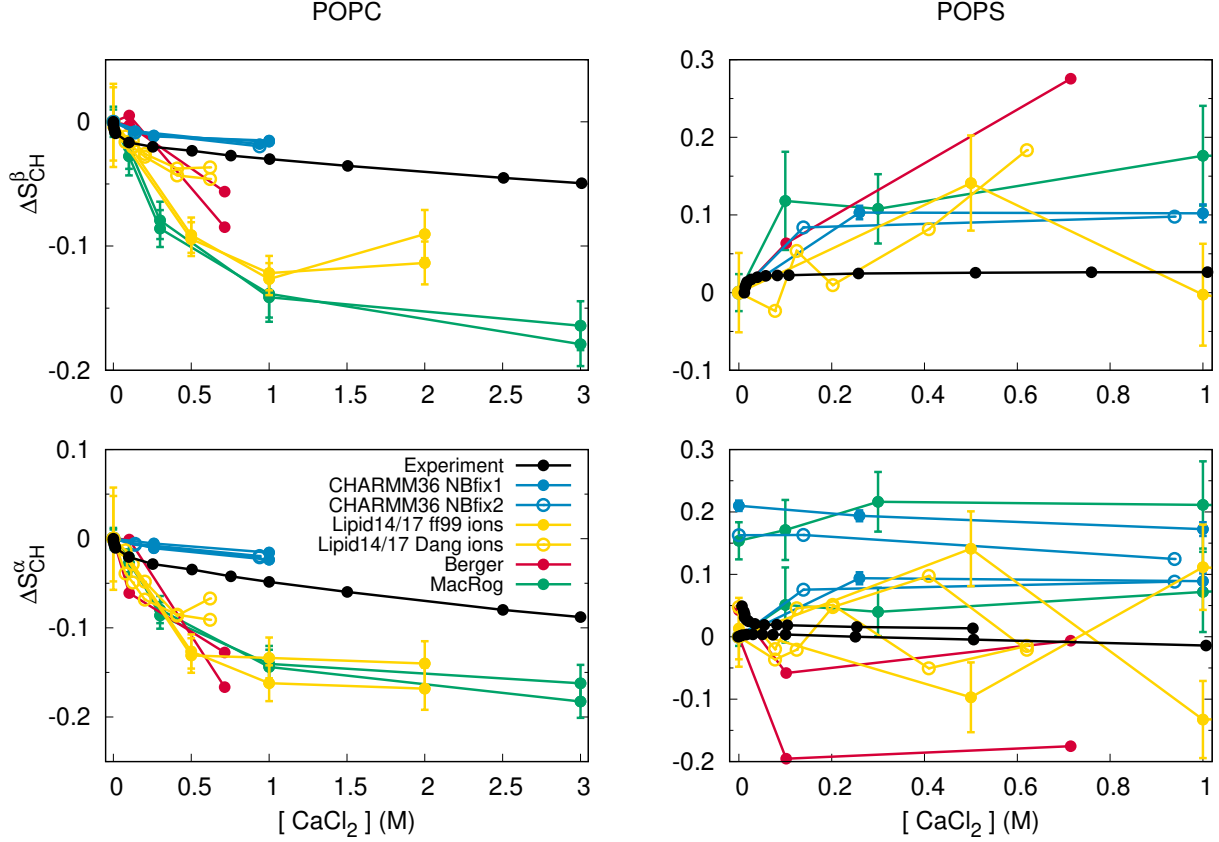 POPC
POPS
ΔS_CH^β
0
-0.1
-0.2
0 0.5 1 1.5 2 2.5 3
0.3
0.2
0.1
0
-0.1
0 0.2 0.4 0.6 0.8 1
ΔS_CH^α
0.1
0
-0.1
-0.2
Experiment
CHARMM36 NBfix1
CHARMM36 NBfix2
Lipid14/17 ff99 ions
Lipid14/17 Dang ions
Berger
MacRog
0 0.5 1 1.5 2 2.5 3
[ CaCl₂ ] (M)
0.3
0.2
0.1
0
-0.1
-0.2
0 0.2 0.4 0.6 0.8 1
[ CaCl₂ ] (M)